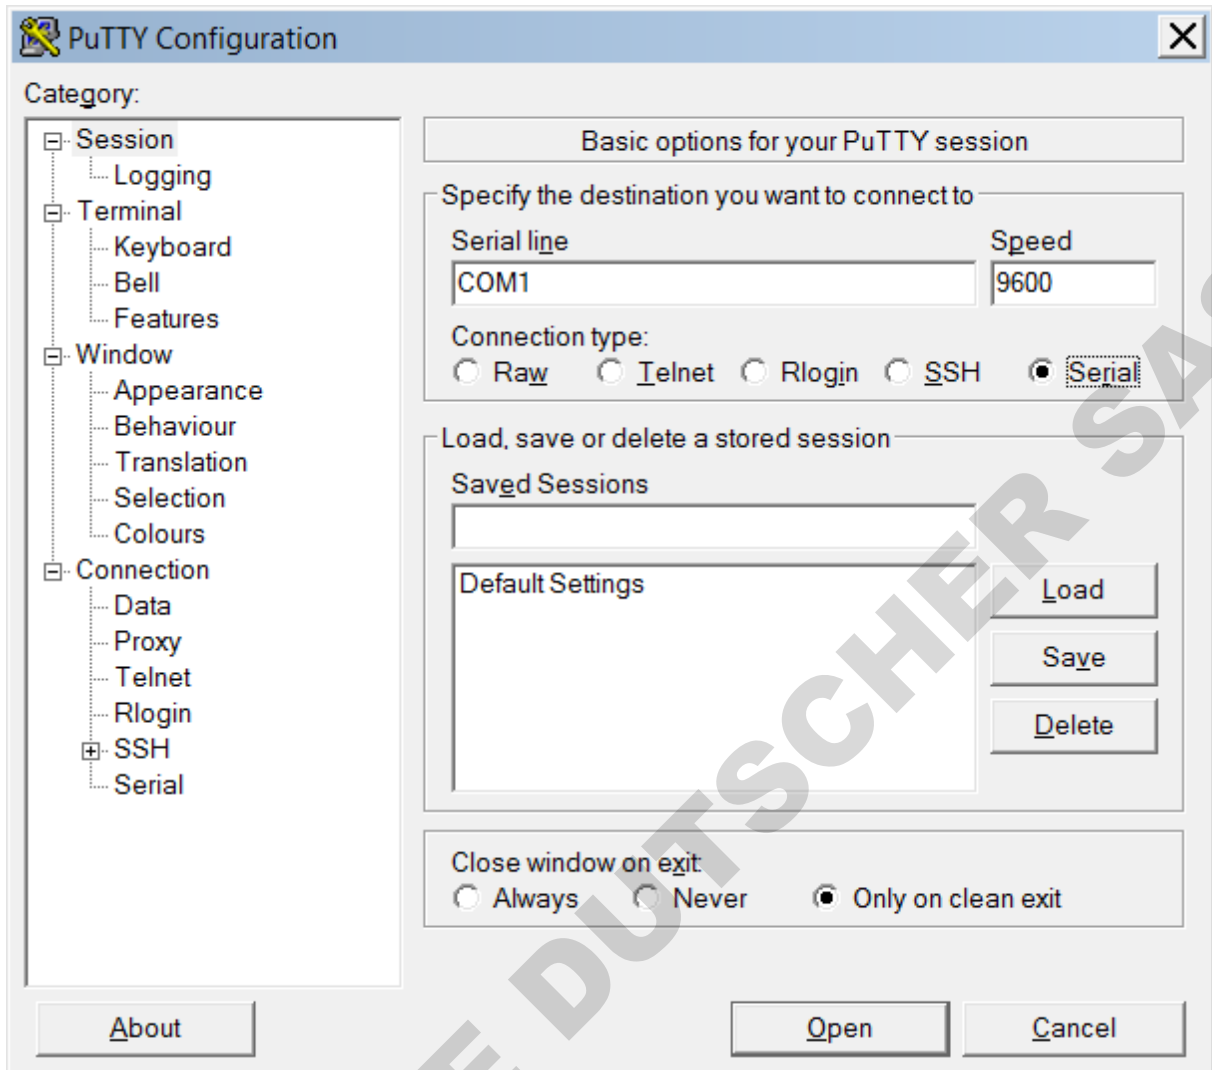 PuTTY Configuration
Category:
Session
Logging
Terminal
Keyboard
Bell
Features
Window
Appearance
Behaviour
Translation
Selection
Colours
Connection
Data
Proxy
Telnet
Rlogin
SSH
Serial
Basic options for your PuTTY session
Specify the destination you want to connect to
Serial line Speed
COM1 9600
Connection type:
Raw Telnet Rlogin SSH Serial
Load, save or delete a stored session
Saved Sessions
Default Settings
Load
Save
Delete
Close window on exit:
Always Never Only on clean exit
About Open Cancel
DUTSCHER